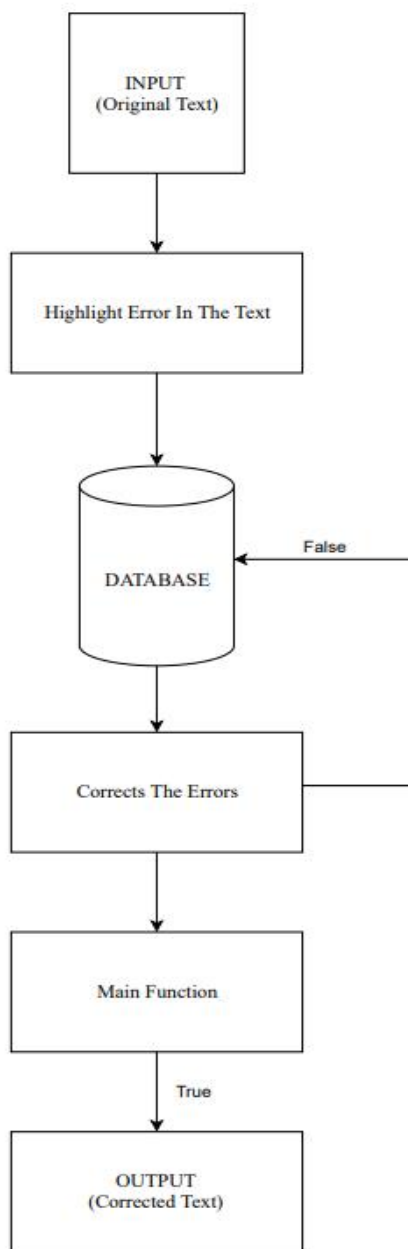 INPUT
(Original Text)
Highlight Error In The Text
False
DATABASE
Corrects The Errors
Main Function
True
OUTPUT
(Corrected Text)